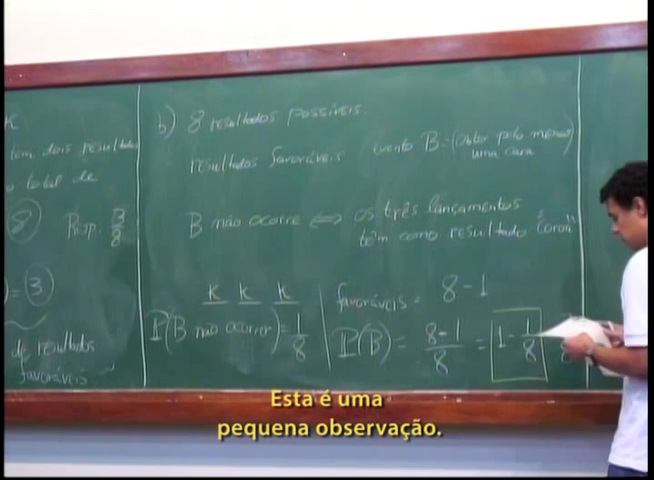 K
tem dois resultados
o total de
8 Resp. 3/8
= 3
de resultados
favoráveis
b) 8 resultados possíveis.
resultados favoráveis evento B = (obter pelo menos
uma cara)
B não ocorre ⟺ os três lançamentos
têm como resultado "coroa"
K K K
P(B não ocorrer) = 1/8
favoráveis = 8 - 1
P(B) = 8-1/8 = 1 - 1/8
Esta é uma
pequena observação.